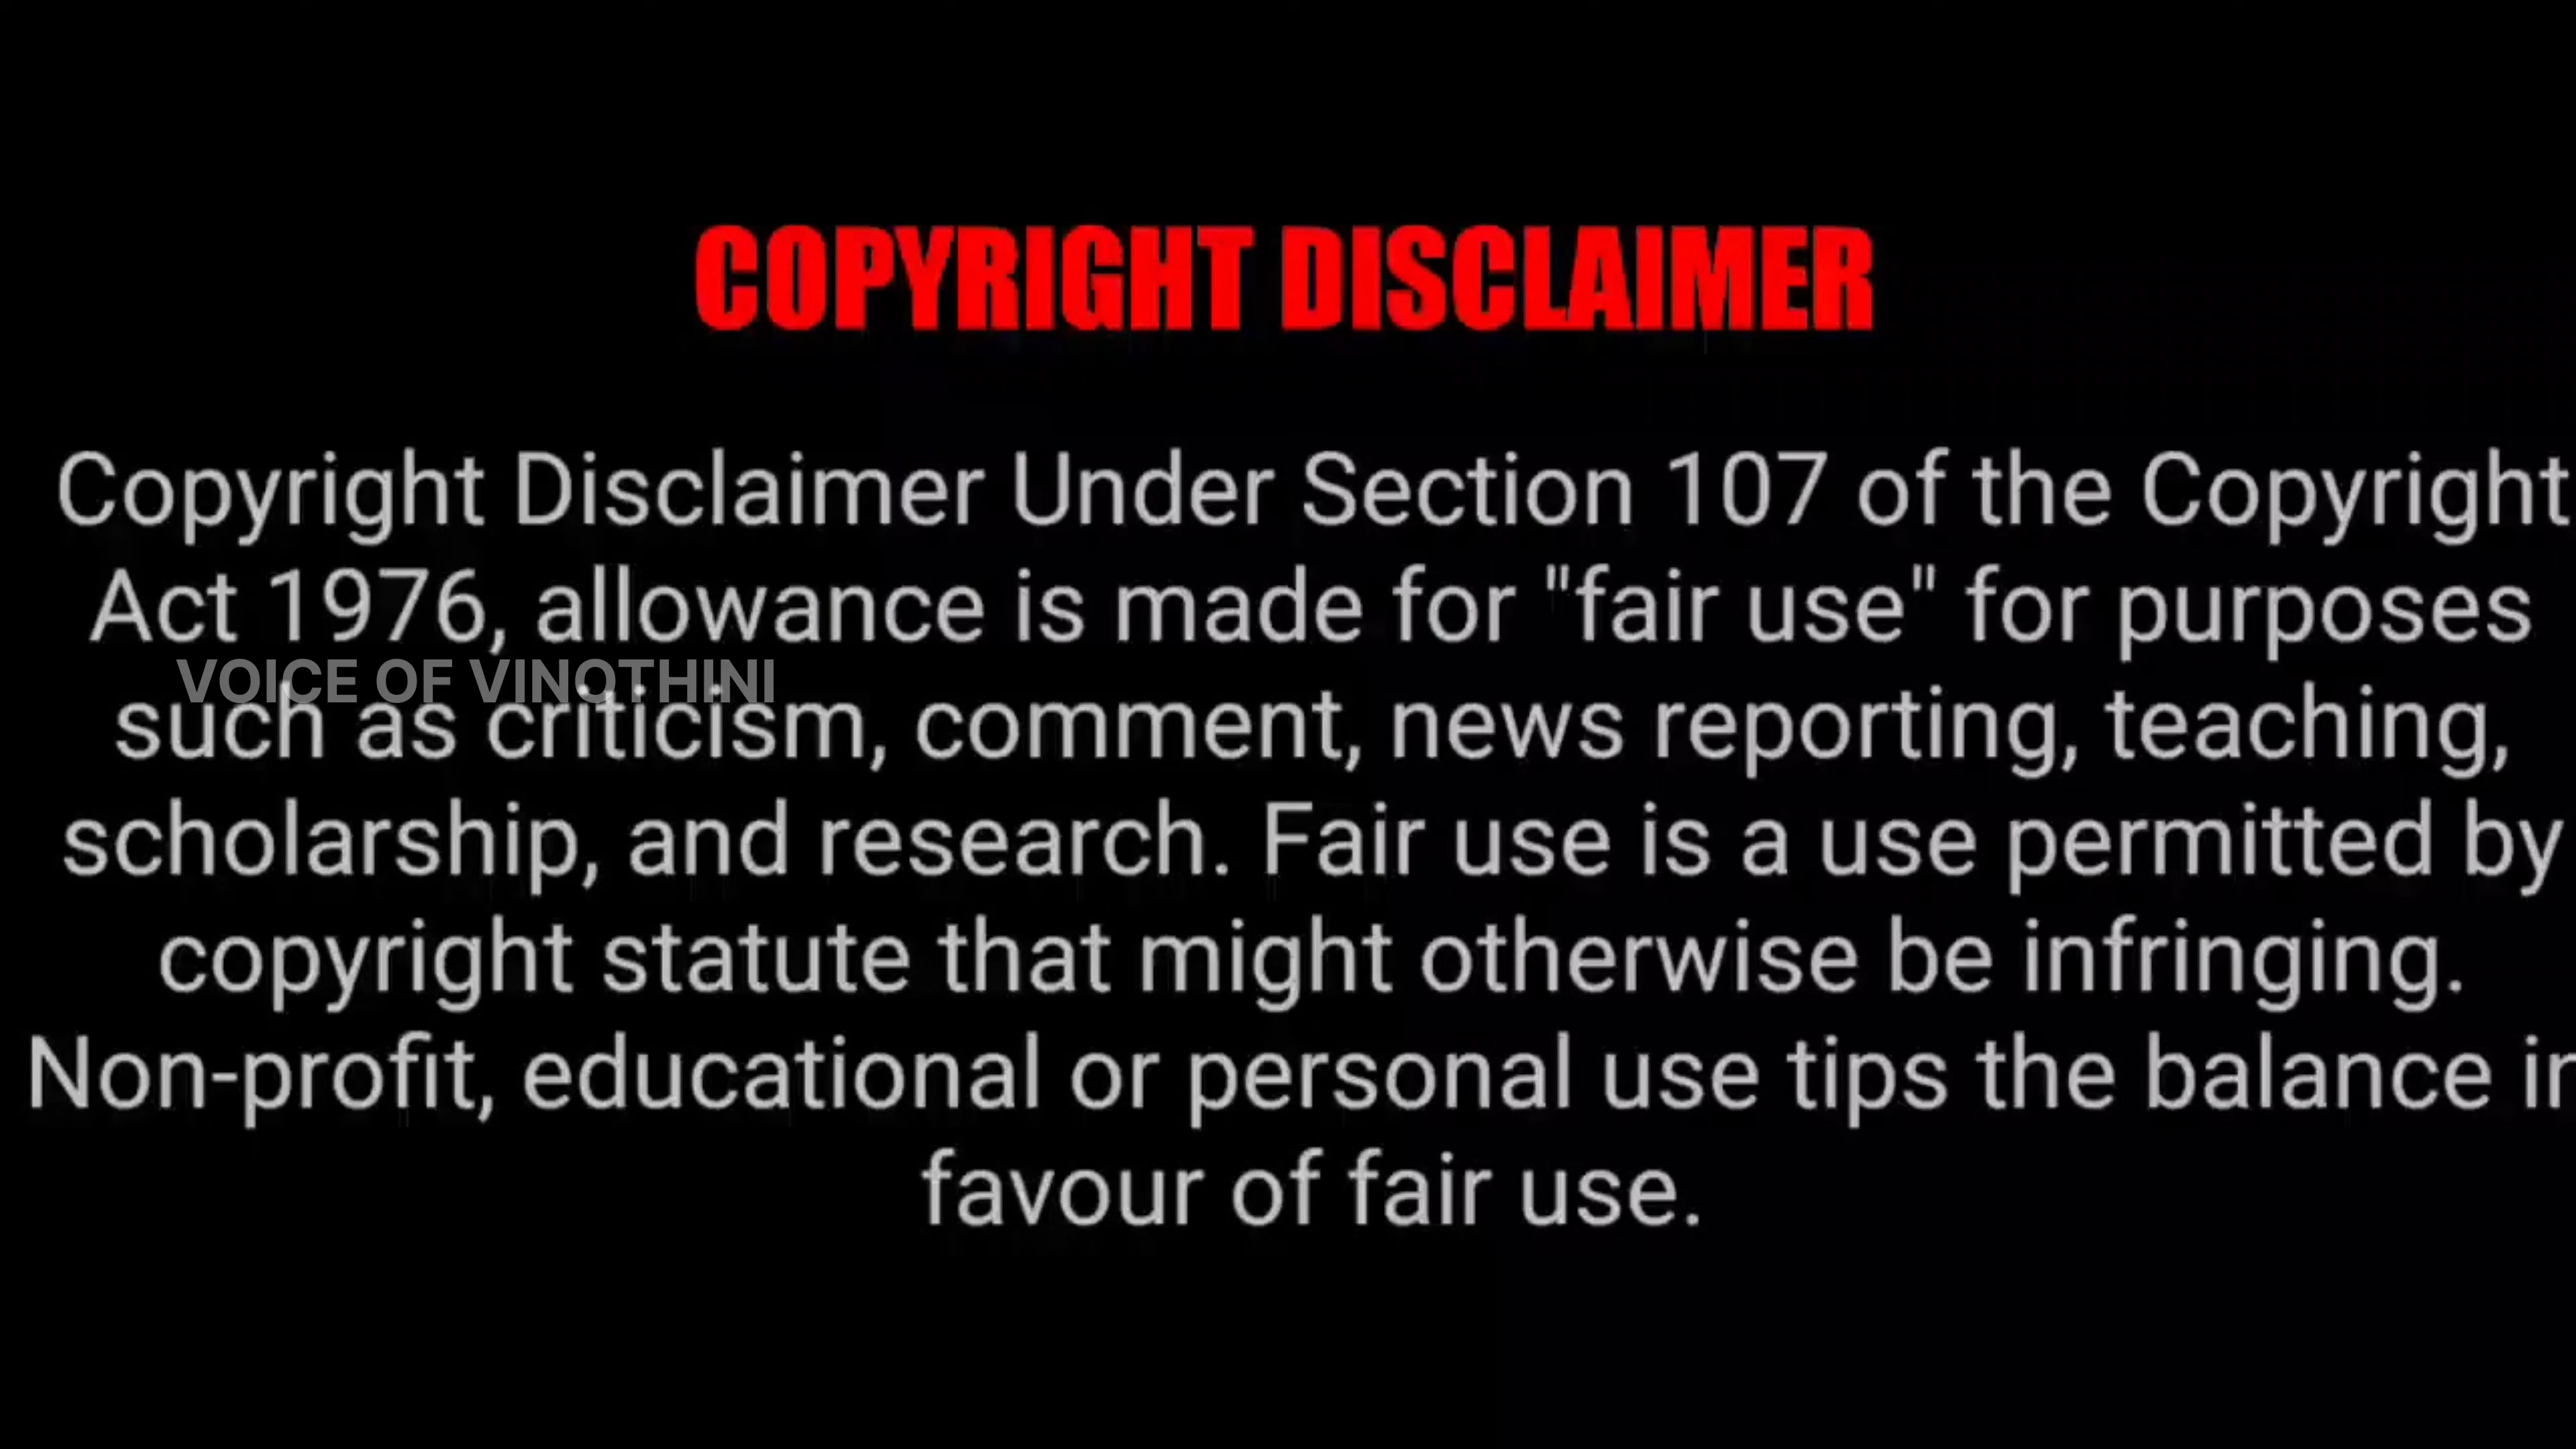 COPYRIGHT DISCLAIMER
Copyright Disclaimer Under Section 107 of the Copyright
Act 1976, allowance is made for "fair use" for purposes
VOICE OF VINOTHINI
such as criticism, comment, news reporting, teaching,
scholarship, and research. Fair use is a use permitted by
copyright statute that might otherwise be infringing.
Non-profit, educational or personal use tips the balance in
favour of fair use.